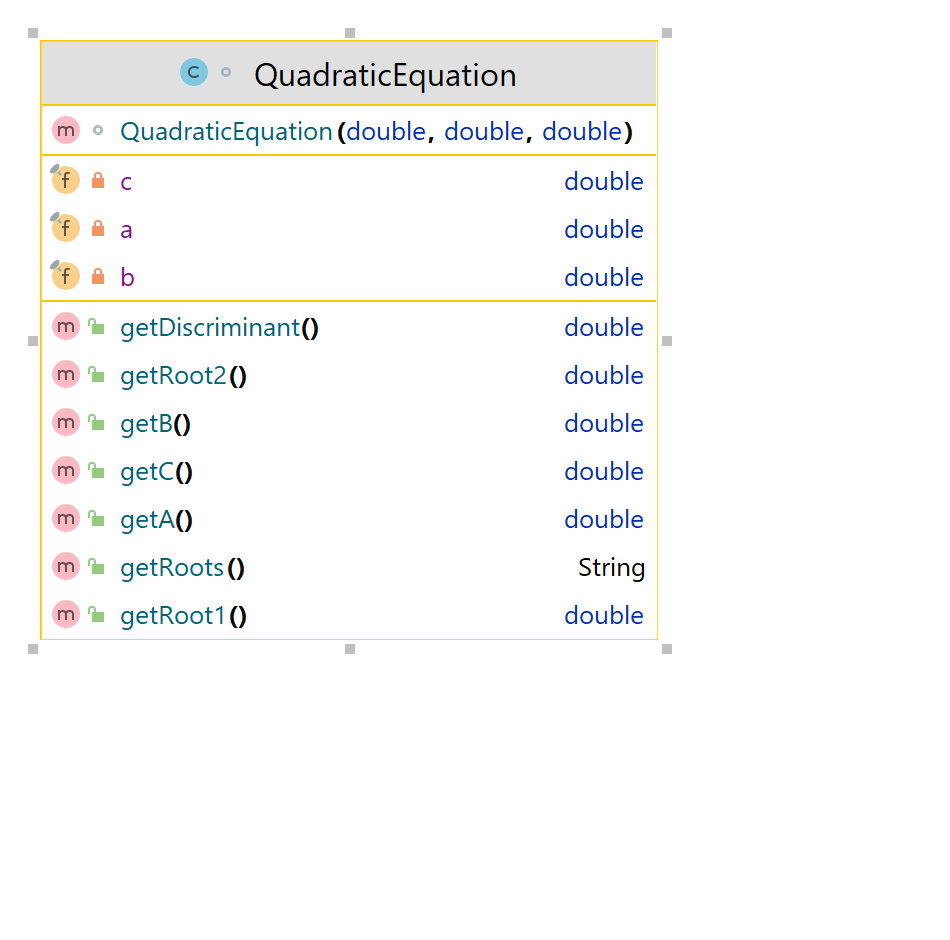 C QuadraticEquation
m QuadraticEquation(double, double, double)
f c double
f a double
f b double
m getDiscriminant() double
m getRoot2() double
m getB() double
m getC() double
m getA() double
m getRoots() String
m getRoot1() double